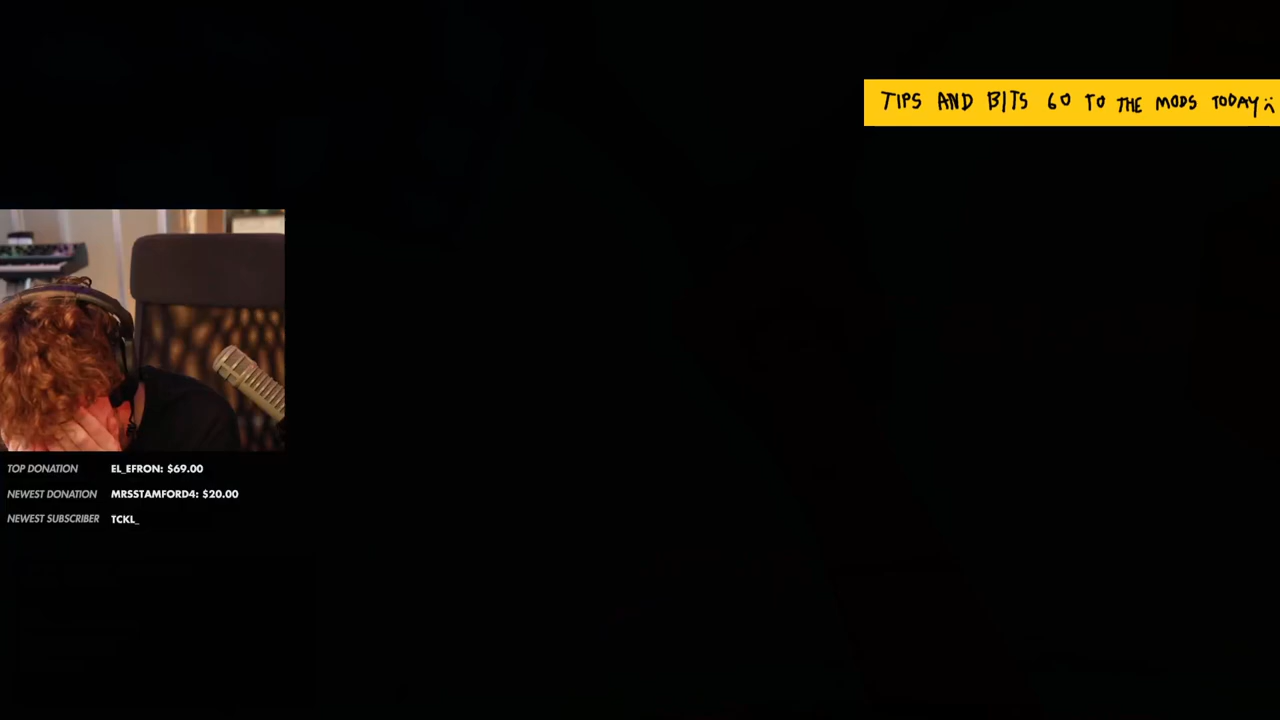 TIPS AND BITS GO TO THE MODS TODAY :(
TOP DONATION EL_EFRON: $69.00
NEWEST DONATION MRSSTAMFORD4: $20.00
NEWEST SUBSCRIBER TCKL_